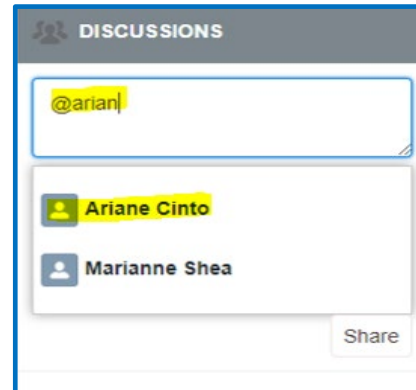 DISCUSSIONS
@arian
Ariane Cinto
Marianne Shea
Share